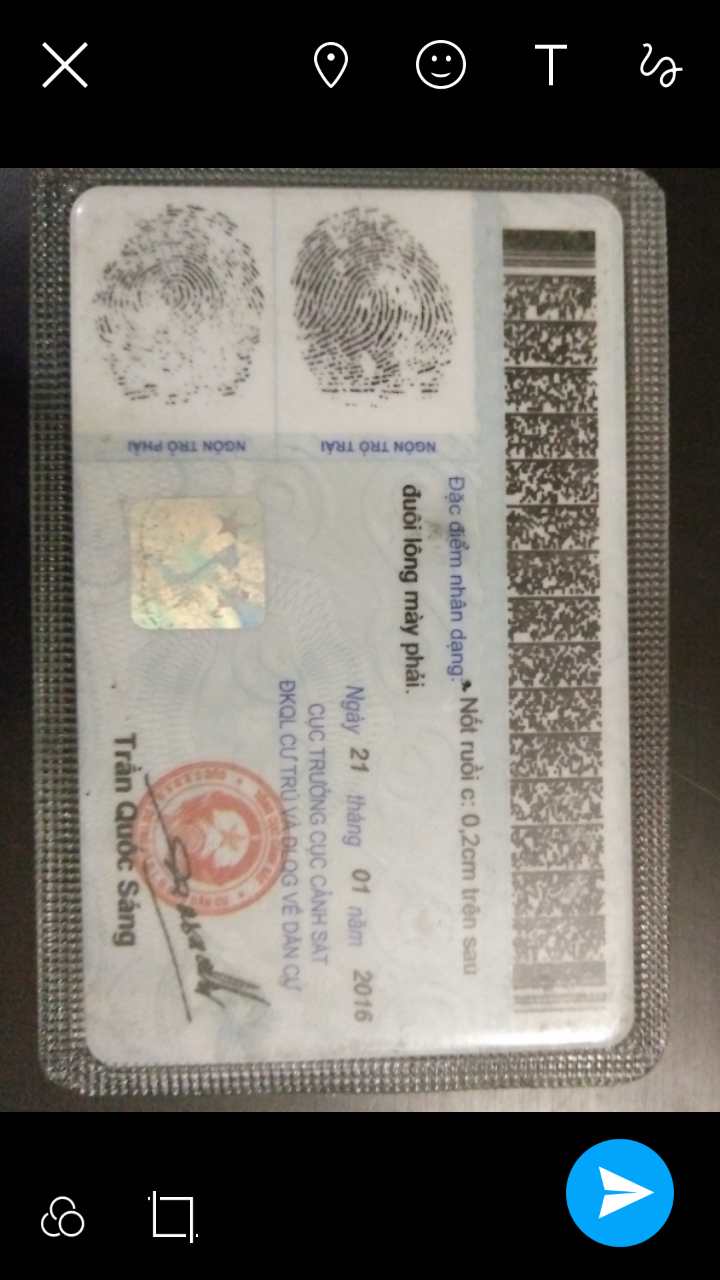 T
NGÓN TRỎ TRÁI
NGÓN TRỎ PHẢI
Đặc điểm nhân dạng:
Nốt ruồi c: 0,2cm trên sau
đuôi lông mày phải.
Ngày 21 tháng 01 năm 2016
CỤC TRƯỞNG CỤC CẢNH SÁT
ĐKQL CƯ TRÚ VÀ DLQG VỀ DÂN CƯ
Trần Quốc Sáng